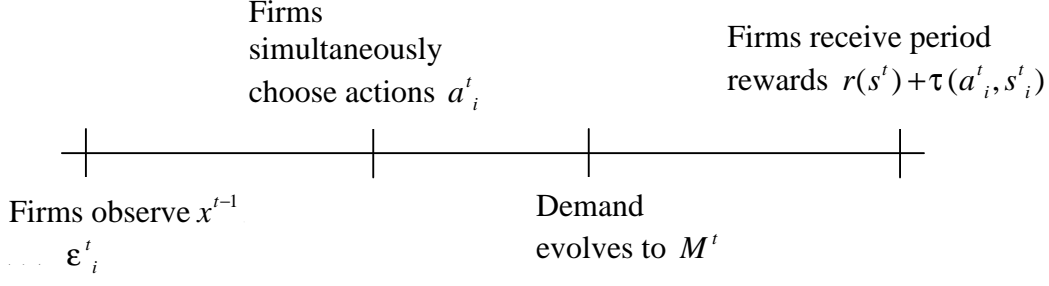 Firms
simultaneously
choose actions a^t_i
Firms receive period
rewards r(s^t)+τ(a^t_i, s^t_i)
Firms observe x^{t−1}
ε^t_i
Demand
evolves to M^t